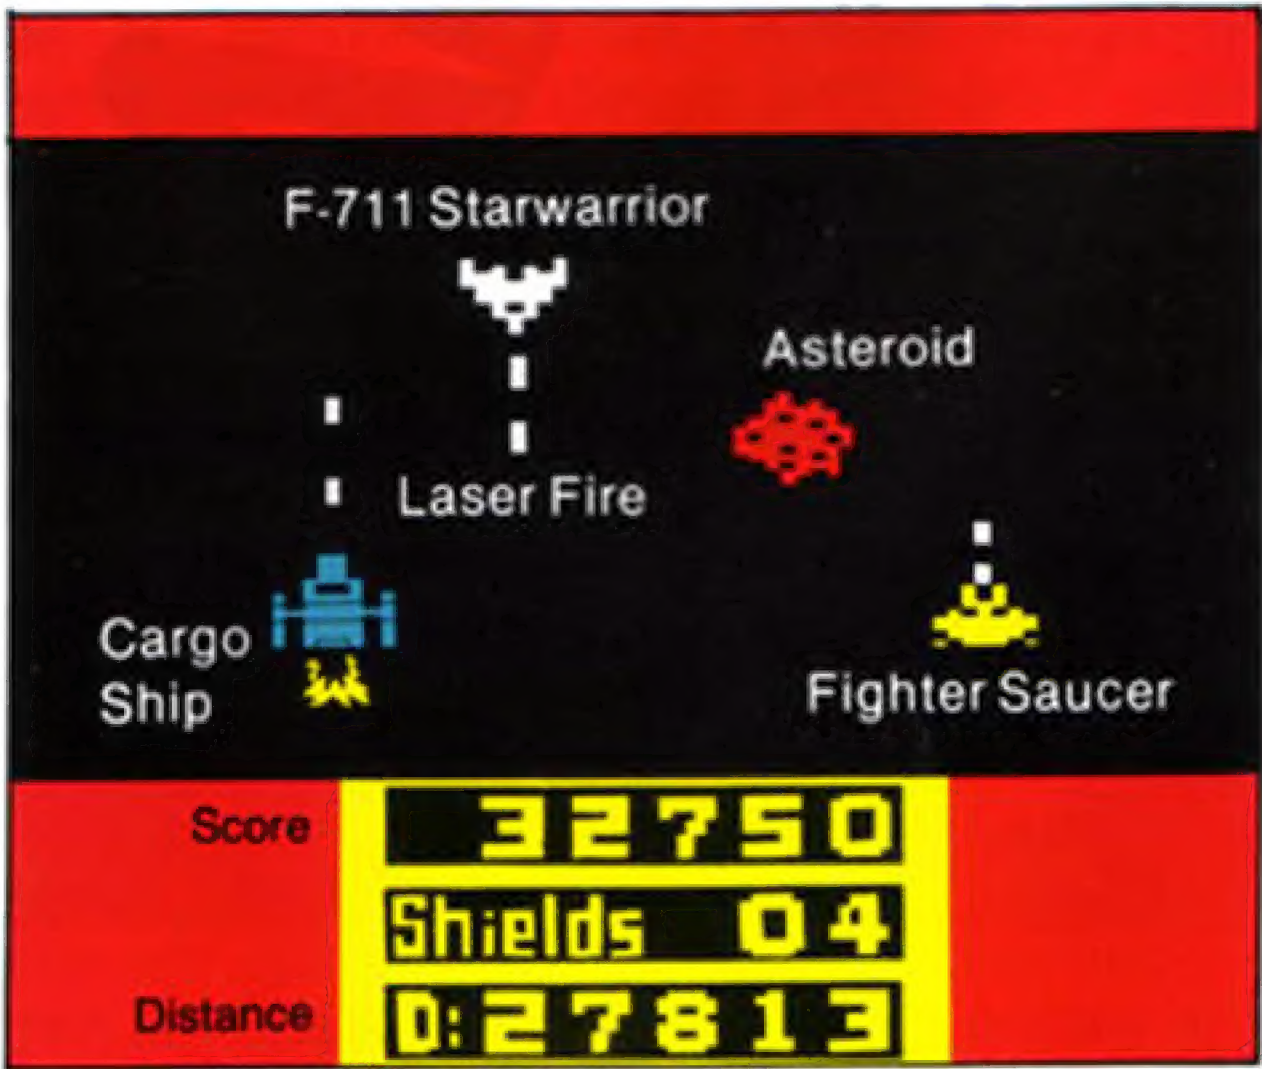 F-711 Starwarrior
Asteroid
Laser Fire
Cargo
Ship
Fighter Saucer
Score 32750
Shields 04
Distance D:27813